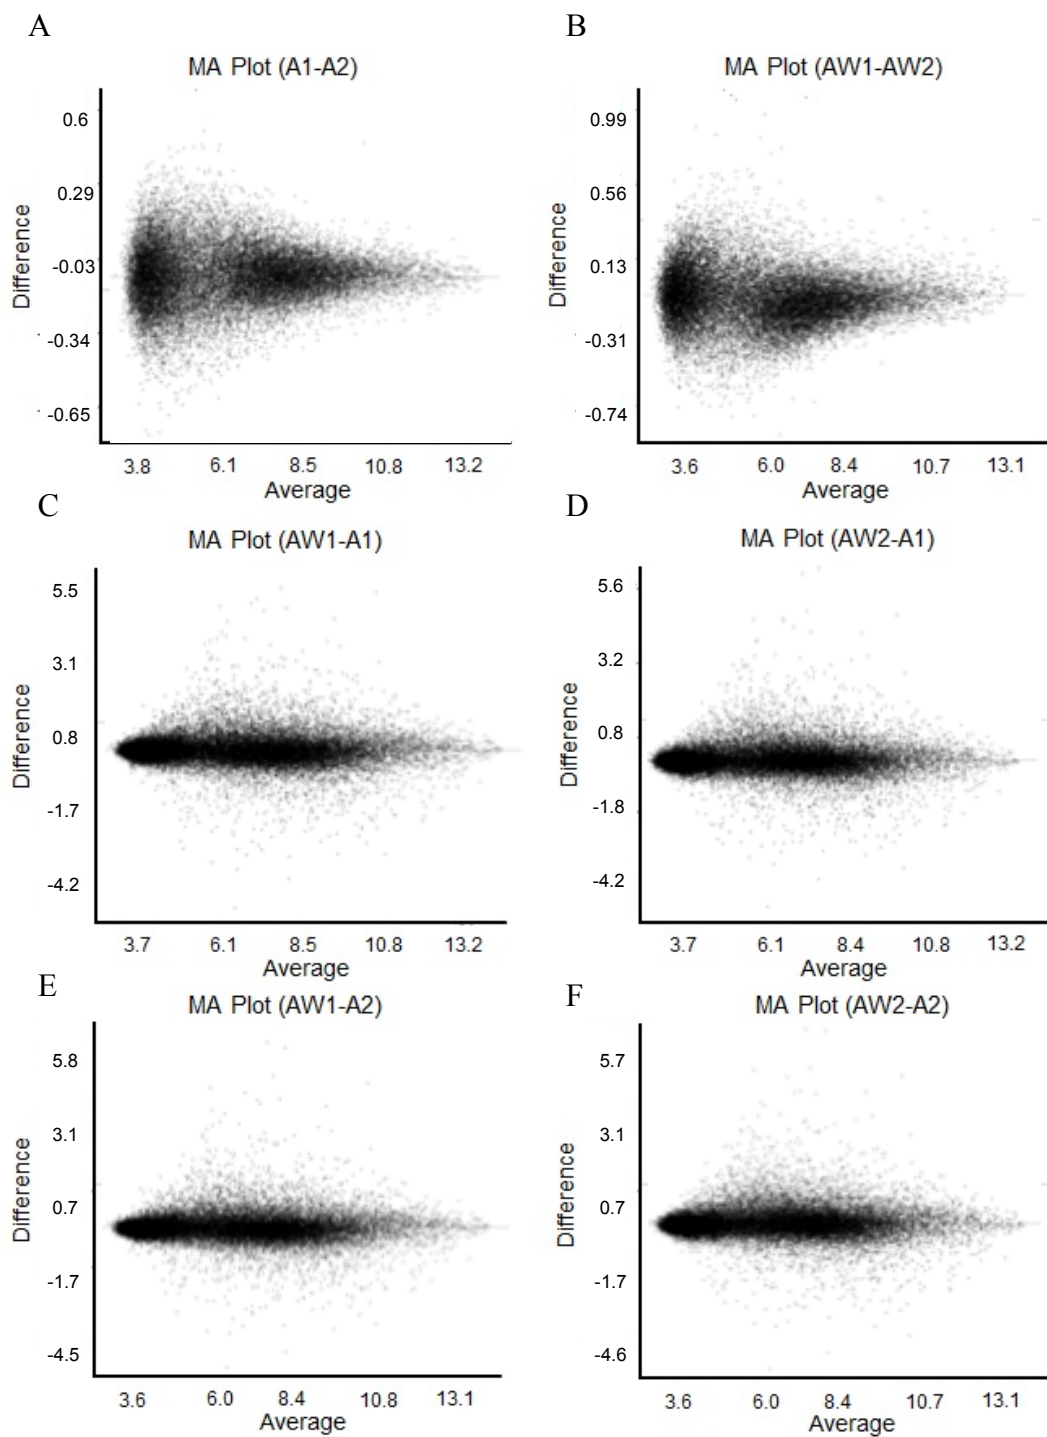 A
MA Plot (A1-A2)
0.6
0.29
-0.03
-0.34
-0.65
Difference
3.8 6.1 8.5 10.8 13.2
Average
B
MA Plot (AW1-AW2)
0.99
0.56
0.13
-0.31
-0.74
Difference
3.6 6.0 8.4 10.7 13.1
Average
C
MA Plot (AW1-A1)
5.5
3.1
0.8
-1.7
-4.2
Difference
3.7 6.1 8.5 10.8 13.2
Average
D
MA Plot (AW2-A1)
5.6
3.2
0.8
-1.8
-4.2
Difference
3.7 6.1 8.4 10.8 13.2
Average
E
MA Plot (AW1-A2)
5.8
3.1
0.7
-1.7
-4.5
Difference
3.6 6.0 8.4 10.8 13.1
Average
F
MA Plot (AW2-A2)
5.7
3.1
0.7
-1.7
-4.6
Difference
3.6 6.0 8.4 10.7 13.1
Average